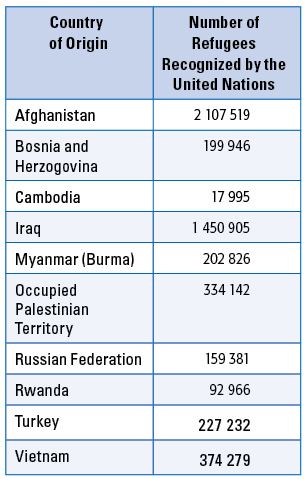 Country of Origin
Number of Refugees Recognized by the United Nations
Afghanistan 2 107 519
Bosnia and Herzogovina 199 946
Cambodia 17 995
Iraq 1 450 905
Myanmar (Burma) 202 826
Occupied Palestinian Territory 334 142
Russian Federation 159 381
Rwanda 92 966
Turkey 227 232
Vietnam 374 279